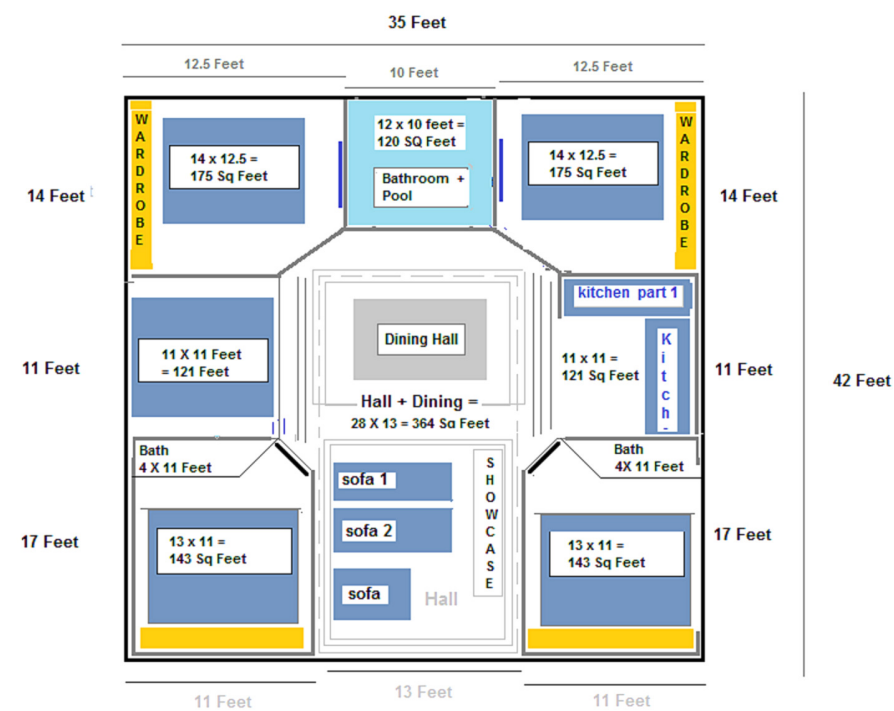 35 Feet
12.5 Feet
10 Feet
12.5 Feet
WARDROBE
14 x 12.5 =
175 Sq Feet
12 x 10 feet =
120 SQ Feet
Bathroom +
Pool
14 x 12.5 =
175 Sq Feet
WARDROBE
14 Feet
14 Feet
kitchen part 1
Dining Hall
11 X 11 Feet
= 121 Feet
11 x 11 =
121 Sq Feet
Kitch-
11 Feet
11 Feet
42 Feet
Hall + Dining =
28 X 13 = 364 Sq Feet
Bath
4 X 11 Feet
Bath
4X 11 Feet
sofa 1
sofa 2
sofa
SHOWCASE
Hall
13 x 11 =
143 Sq Feet
13 x 11 =
143 Sq Feet
17 Feet
17 Feet
11 Feet
13 Feet
11 Feet